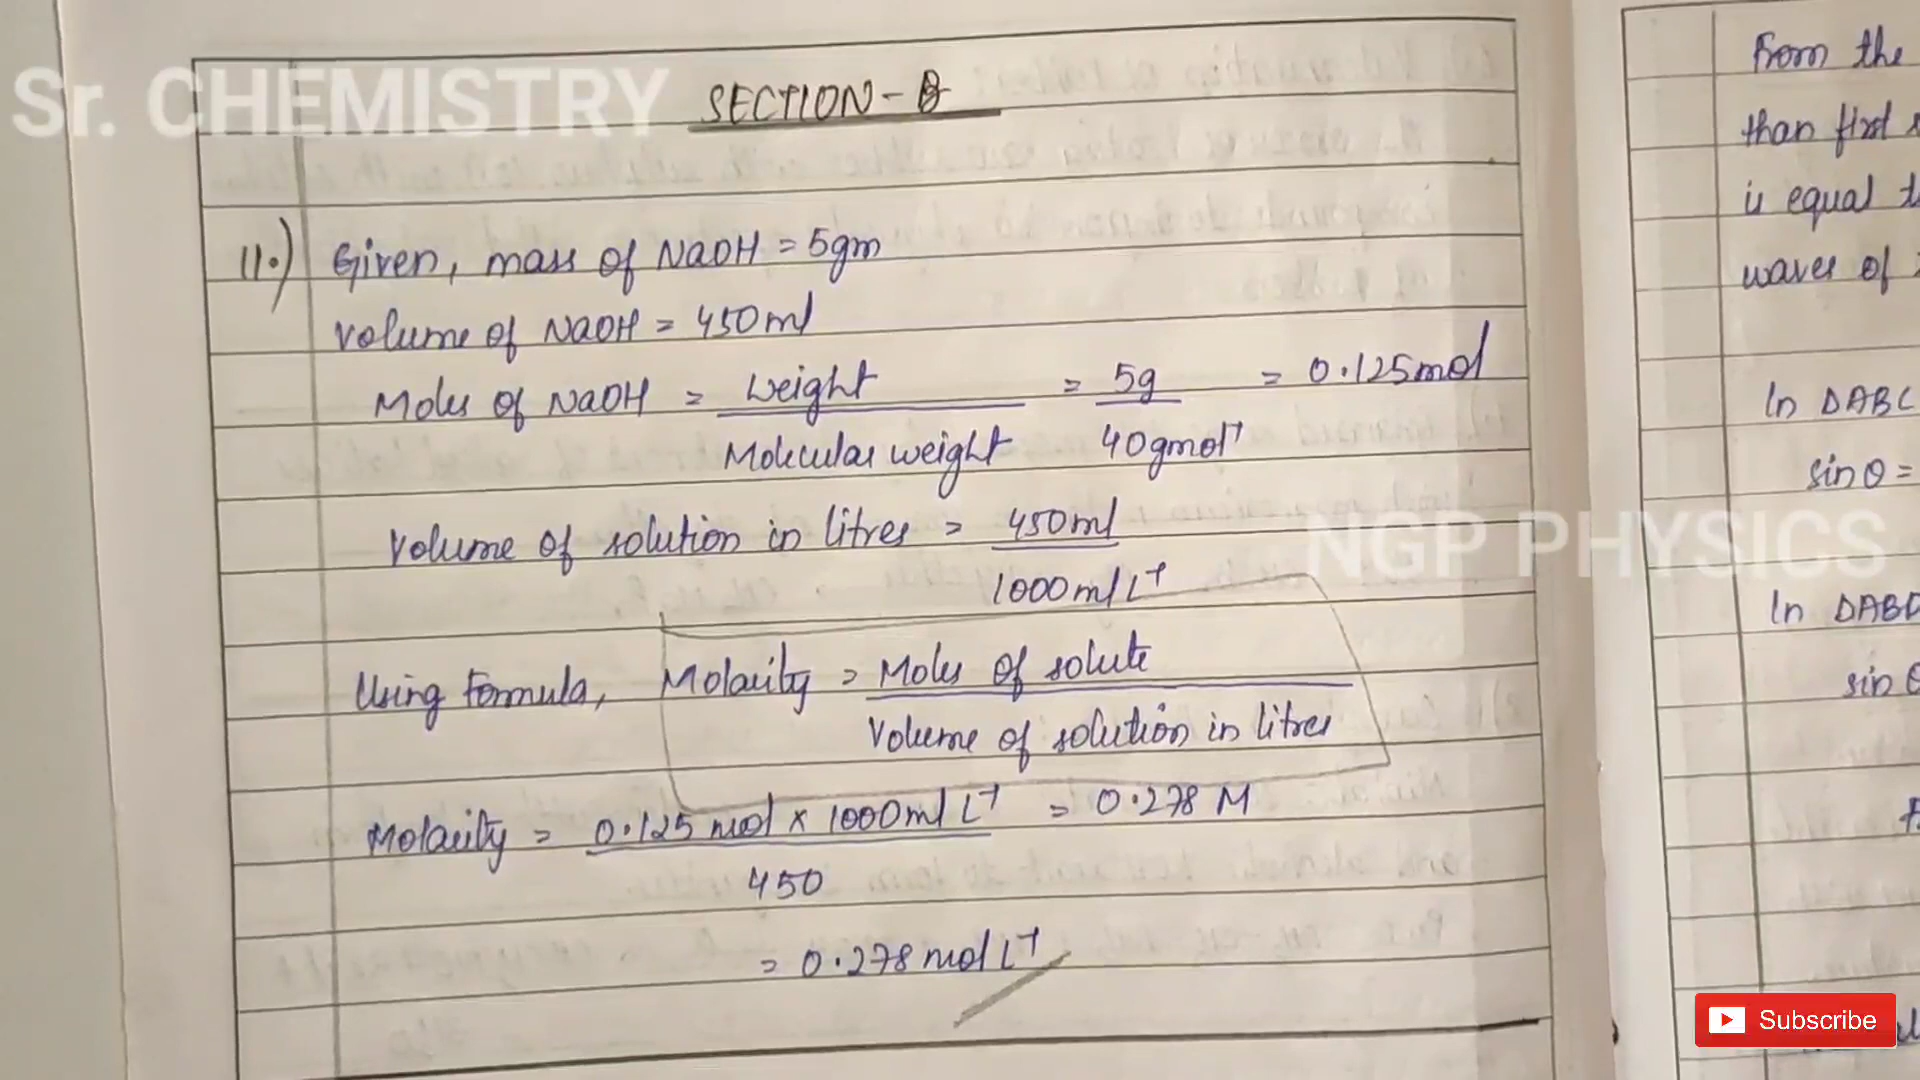 Sr. CHEMISTRY
SECTION-B
11.) Given, mass of NaOH = 5gm
Volume of NaOH = 450 ml
Moles of NaOH = Weight / Molecular weight = 5g / 40gmol⁻¹ = 0.125mol
Volume of solution in litres = 450ml / 1000ml L⁻¹
Using formula, Molarity = Moles of solute / Volume of solution in litres
Molarity = 0.125 mol x 1000ml L⁻¹ / 450 = 0.278 M
= 0.278 mol L⁻¹
From the
than first
is equal
waves of
In ΔABC
sin θ =
NGP PHYSICS
In ΔABD
sin θ
Subscribe